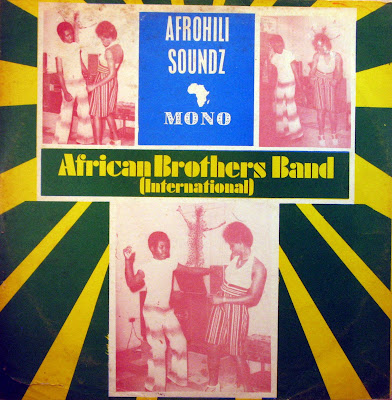 AFROHILI
SOUNDZ
MONO
African Brothers Band
(International)